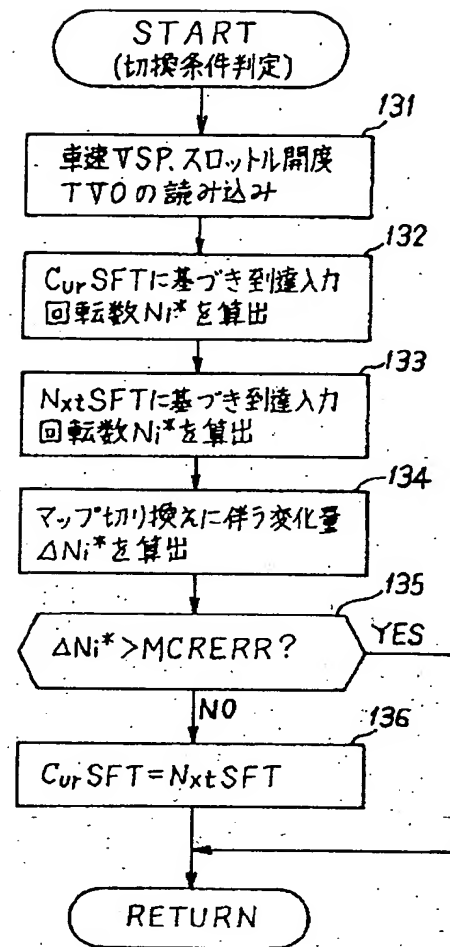 START
(切換条件判定)
131
車速VSP.スロットル開度
TVOの読み込み
132
CurSFTに基づき到達入力
回転数Ni*を算出
133
NxtSFTに基づき到達入力
回転数Ni*を算出
134
マップ切り換えに伴う変化量
ΔNi*を算出
135
ΔNi*>MCRERR?
YES
NO
136
CurSFT=NxtSFT
RETURN